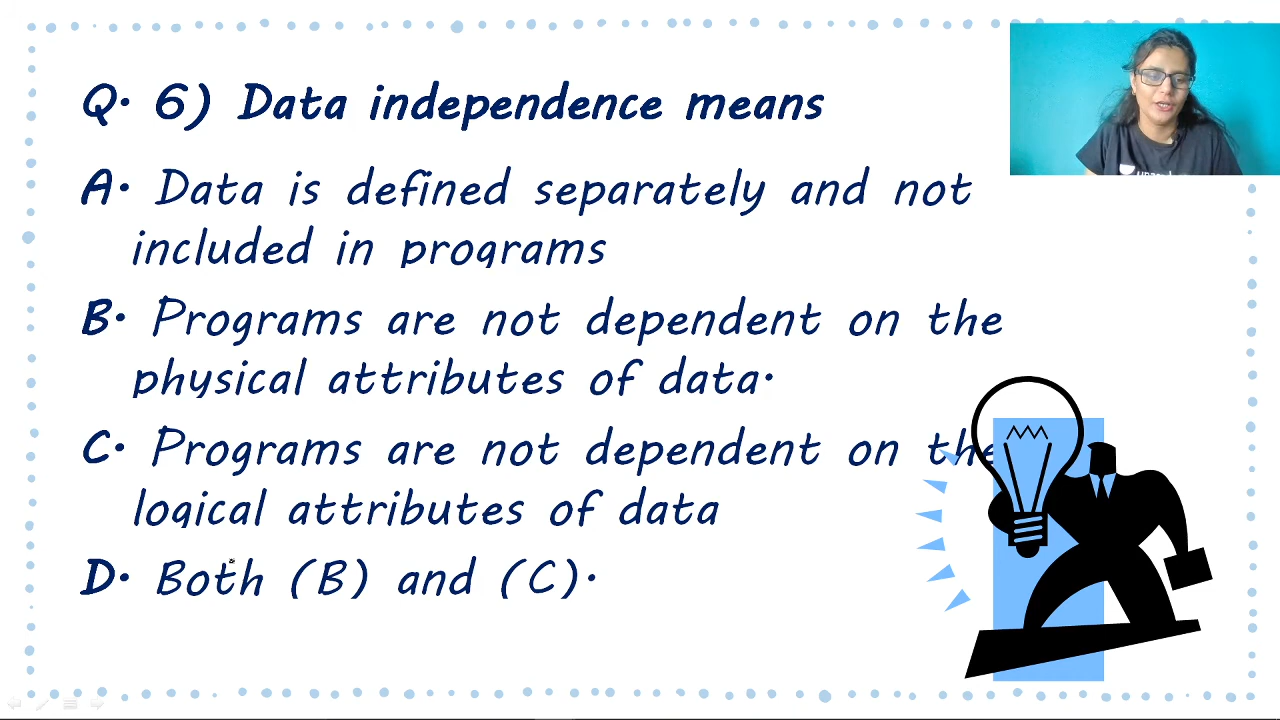 Q. 6) Data independence means
A. Data is defined separately and not
included in programs
B. Programs are not dependent on the
physical attributes of data.
C. Programs are not dependent on the
logical attributes of data
D. Both (B) and (C).